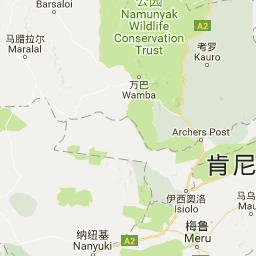 Barsaloi
公园
Namunyak
Wildlife
Conservation
Trust
马腊拉尔
Maralal
考罗
Kauro
A2
万巴
Wamba
Archers Post
肯尼
伊西奥洛
Isiolo
纳纽基
Nanyuki
A2
梅鲁
Meru
马乌
Mau